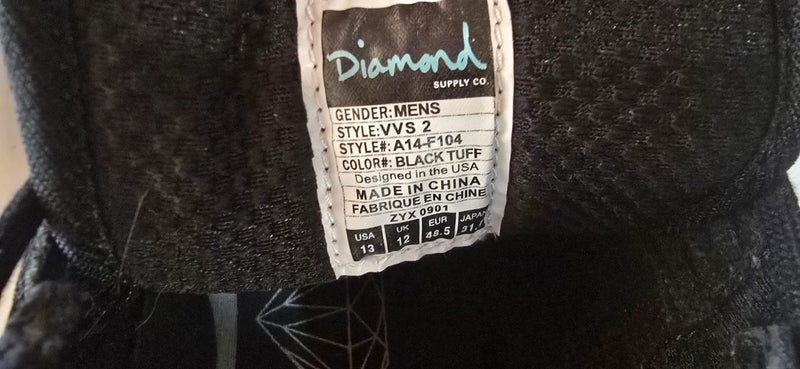 Diamond
SUPPLY CO.
GENDER:MENS
STYLE:VVS 2
STYLE#: A14-F104
COLOR#: BLACK TUFF
Designed in the USA
MADE IN CHINA
FABRIQUE EN CHINE
ZYX 0901
USA UK EUR JAPAN
13 12 48.5